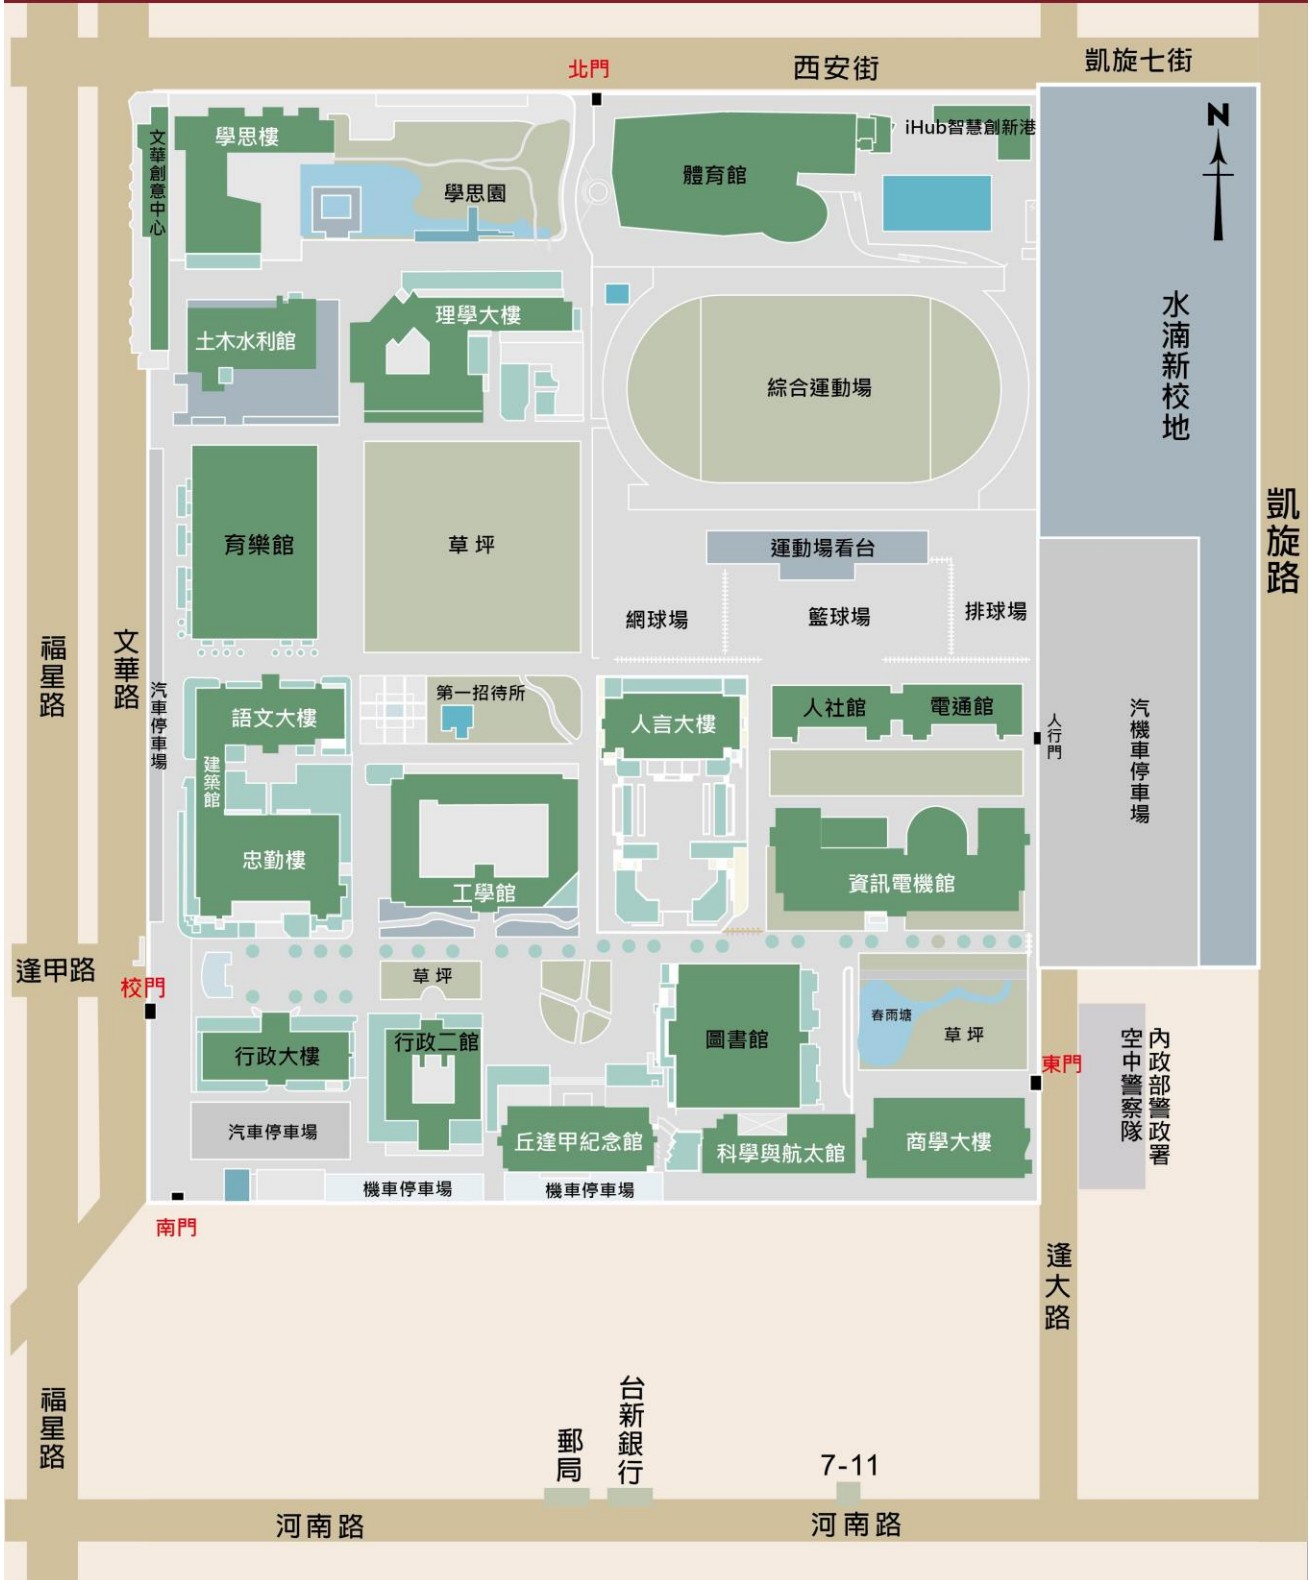 北門
西安街
凱旋七街
文華創意中心
學思樓
學思園
體育館
iHub智慧創新港
N
土木水利館
理學大樓
綜合運動場
水湳新校地
凱旋路
育樂館
草坪
運動場看台
網球場
籃球場
排球場
福星路
文華路
汽車停車場
語文大樓
第一招待所
人言大樓
人社館
電通館
人行門
汽機車停車場
建築館
忠勤樓
工學館
資訊電機館
逢甲路
校門
草坪
春雨塘
草坪
行政大樓
行政二館
圖書館
東門
內政部警政署
空中警察隊
汽車停車場
丘逢甲紀念館
科學與航太館
商學大樓
機車停車場
機車停車場
南門
逢大路
福星路
郵局
台新銀行
7-11
河南路
河南路